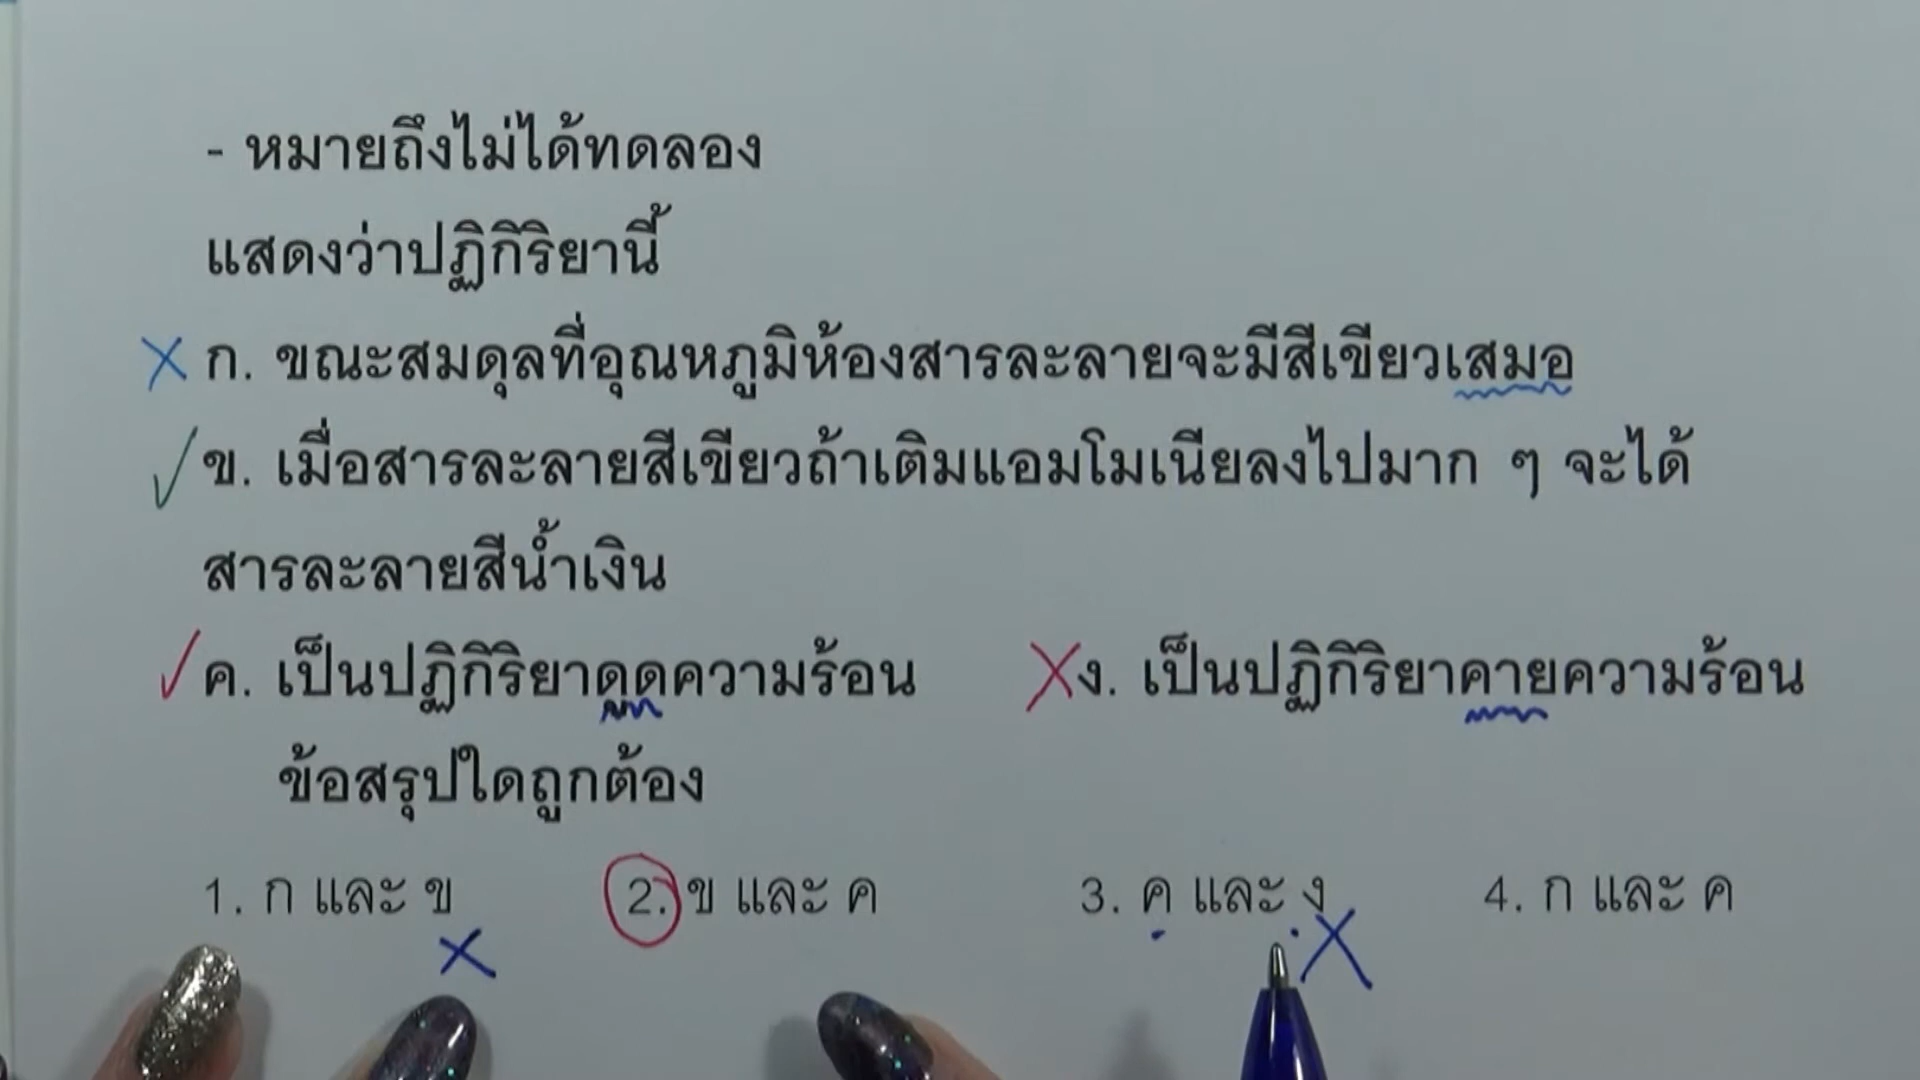 - หมายถึงไม่ได้ทดลอง
แสดงว่าปฏิกิริยานี้
ก. ขณะสมดุลที่อุณหภูมิห้องสารละลายจะมีสีเขียวเสมอ
ข. เมื่อสารละลายสีเขียวถ้าเติมแอมโมเนียลงไปมาก ๆ จะได้
สารละลายสีน้ำเงิน
ค. เป็นปฏิกิริยาดูดความร้อน ง. เป็นปฏิกิริยาคายความร้อน
ข้อสรุปใดถูกต้อง
1. ก และ ข 2. ข และ ค 3. ค และ ง 4. ก และ ค